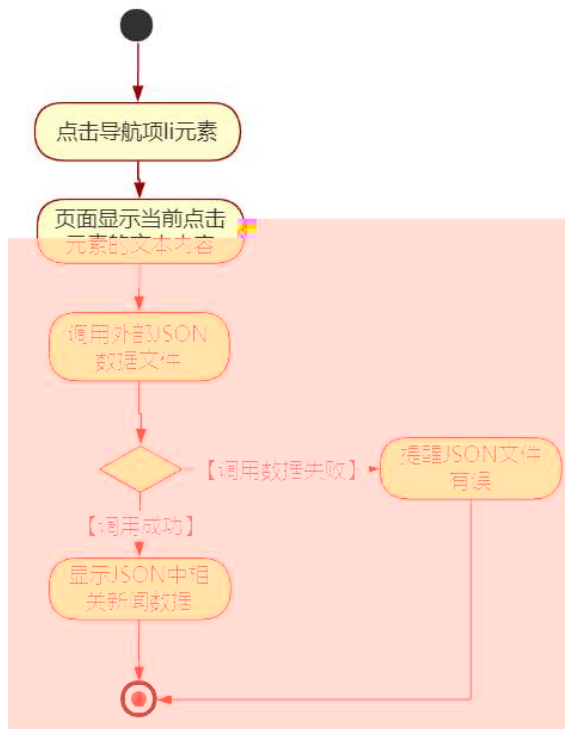 点击导航项li元素
页面显示当前点击
元素的文本内容
调用外部JSON
数据文件
【调用数据失败】
提醒JSON文件
有误
【调用成功】
显示JSON中相
关新闻数据